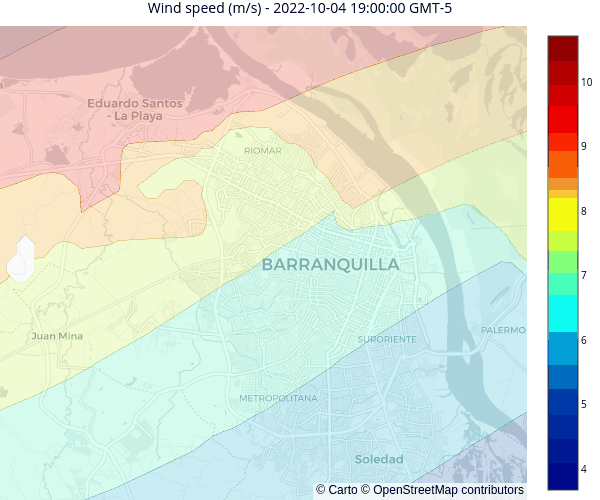 Wind speed (m/s) - 2022-10-04 19:00:00 GMT-5
Eduardo Santos
- La Playa
RIOMAR
BARRANQUILLA
Juan Mina
SURORIENTE
PALERMO
METROPOLITANA
Soledad
© Carto © OpenStreetMap contributors
10
9
8
7
6
5
4